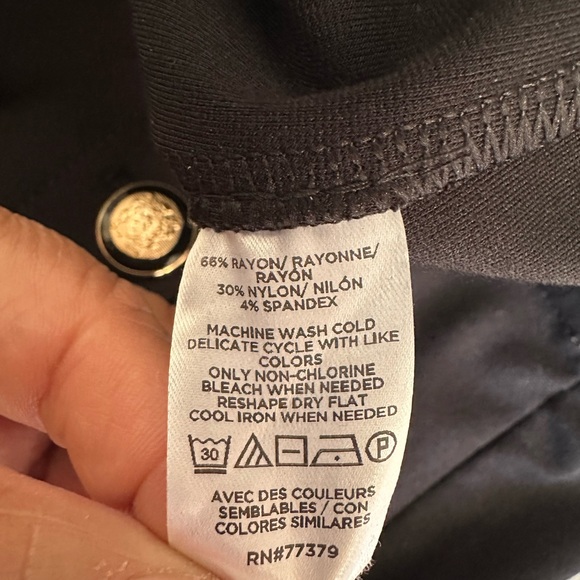 66% RAYON/ RAYONNE/
RAYÓN
30% NYLON/ NILÓN
4% SPANDEX
MACHINE WASH COLD
DELICATE CYCLE WITH LIKE
COLORS
ONLY NON-CHLORINE
BLEACH WHEN NEEDED
RESHAPE DRY FLAT
COOL IRON WHEN NEEDED
30 P
AVEC DES COULEURS
SEMBLABLES / CON
COLORES SIMILARES
RN#77379